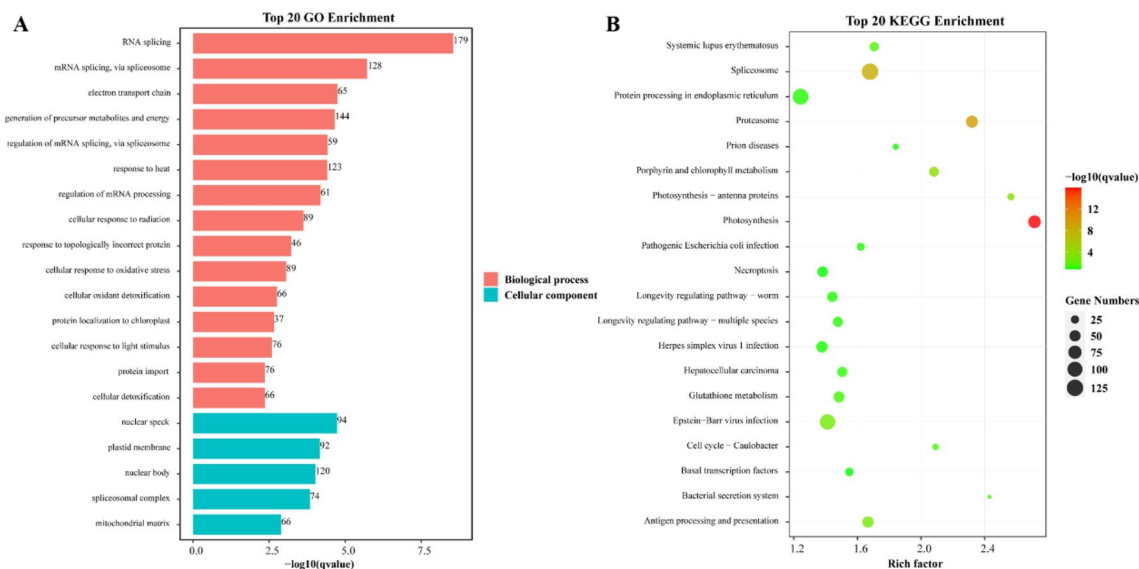 A
Top 20 GO Enrichment
RNA splicing
179
mRNA splicing, via spliceosome
128
electron transport chain
65
generation of precursor metabolites and energy
144
regulation of mRNA splicing, via spliceosome
59
response to heat
123
regulation of mRNA processing
61
cellular response to radiation
89
response to topologically incorrect protein
46
cellular response to oxidative stress
89
cellular oxidant detoxification
66
protein localization to chloroplast
37
cellular response to light stimulus
76
protein import
76
cellular detoxification
66
nuclear speck
94
plastid membrane
92
nuclear body
120
spliceosomal complex
74
mitochondrial matrix
66
0.0 2.5 5.0 7.5
−log10(qvalue)
Biological process
Cellular component
B
Top 20 KEGG Enrichment
Systemic lupus erythematosus
Spliceosome
Protein processing in endoplasmic reticulum
Proteasome
Prion diseases
Porphyrin and chlorophyll metabolism
Photosynthesis − antenna proteins
Photosynthesis
Pathogenic Escherichia coli infection
Necroptosis
Longevity regulating pathway − worm
Longevity regulating pathway − multiple species
Herpes simplex virus 1 infection
Hepatocellular carcinoma
Glutathione metabolism
Epstein−Barr virus infection
Cell cycle − Caulobacter
Basal transcription factors
Bacterial secretion system
Antigen processing and presentation
1.2 1.6 2.0 2.4
Rich factor
−log10(qvalue)
12
8
4
Gene Numbers
25
50
75
100
125